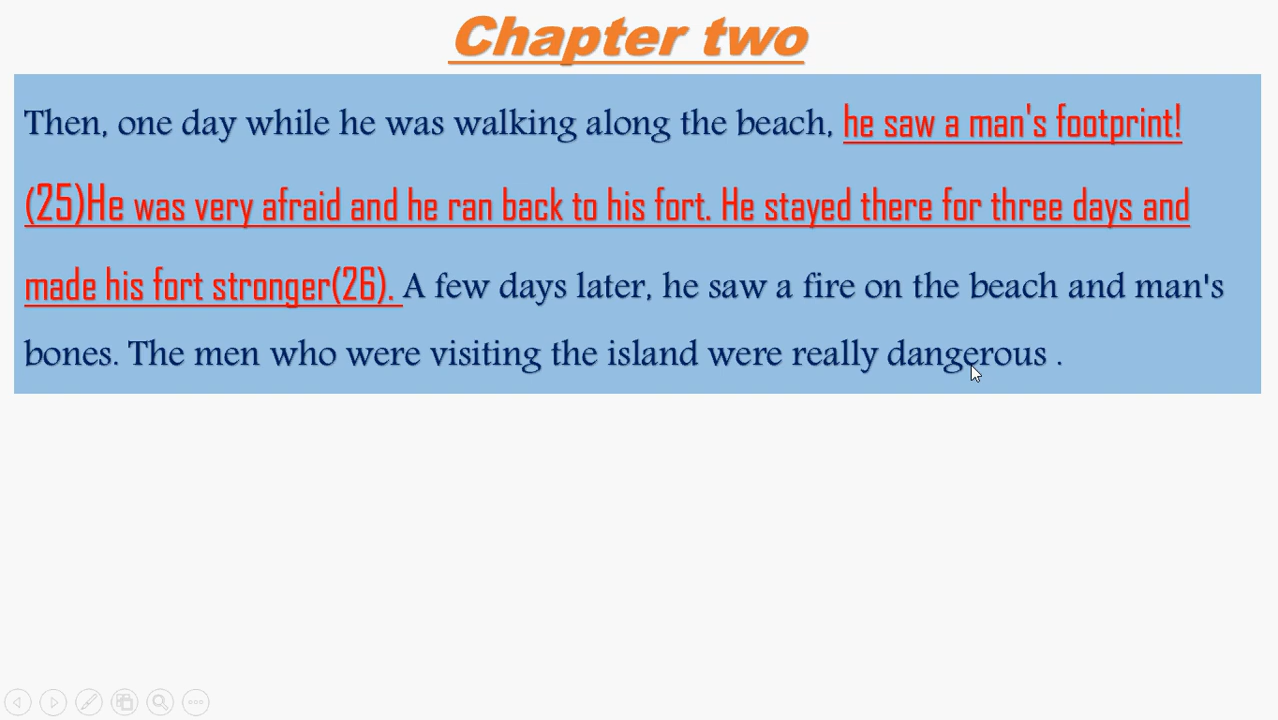 Chapter two
Then, one day while he was walking along the beach, he saw a man's footprint!
(25)He was very afraid and he ran back to his fort. He stayed there for three days and
made his fort stronger(26). A few days later, he saw a fire on the beach and man's
bones. The men who were visiting the island were really dangerous .